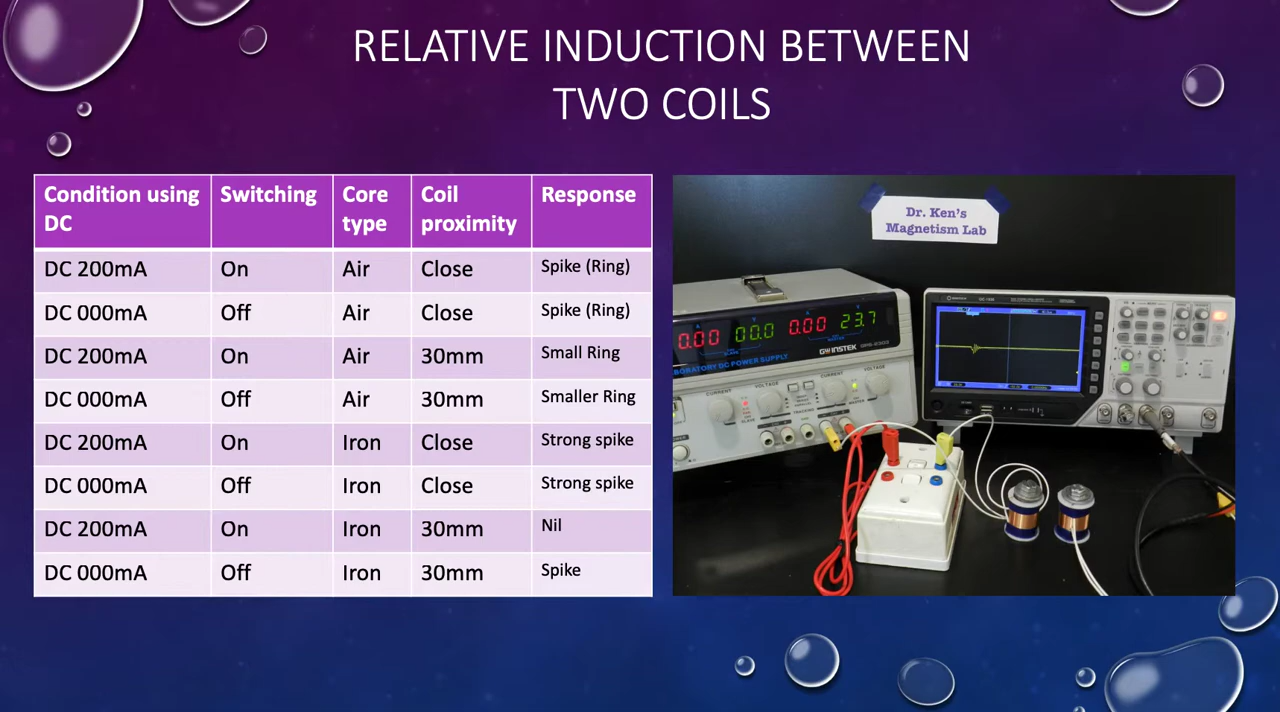 RELATIVE INDUCTION BETWEEN
TWO COILS
Condition using DC Switching Core type Coil proximity Response
DC 200mA On Air Close Spike (Ring)
DC 000mA Off Air Close Spike (Ring)
DC 200mA On Air 30mm Small Ring
DC 000mA Off Air 30mm Smaller Ring
DC 200mA On Iron Close Strong spike
DC 000mA Off Iron Close Strong spike
DC 200mA On Iron 30mm Nil
DC 000mA Off Iron 30mm Spike
Dr. Ken's
Magnetism Lab
0.00 00.0 0.00 23.7
GWINSTEK
LABORATORY DC POWER SUPPLY
CURRENT VOLTAGE CURRENT VOLTAGE
TRACKING